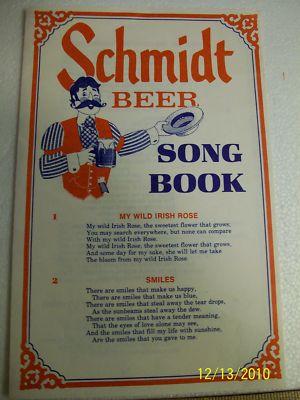 Schmidt
BEER
SONG
BOOK
1 MY WILD IRISH ROSE
My wild Irish Rose, the sweetest flower that grows,
You may search everywhere, but none can compare
With my wild Irish Rose.
My wild Irish Rose, the sweetest flower that grows,
And some day for my sake, she will let me take
The bloom from my wild Irish Rose.
2 SMILES
There are smiles that make us happy,
There are smiles that make us blue,
There are smiles that steal away the tear drops,
As the sunbeams steal away the dew.
There are smiles that have a tender meaning,
That the eyes of love alone may see,
And the smiles that fill my life with sunshine,
Are the smiles that you gave to me.
12/13/2010